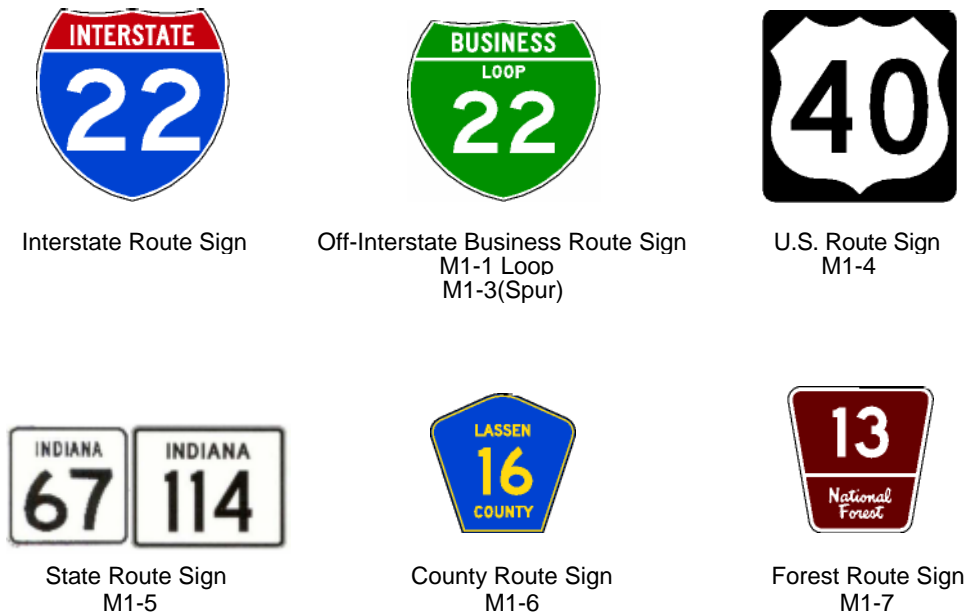 INTERSTATE
22
BUSINESS
LOOP
22
40
Interstate Route Sign
Off-Interstate Business Route Sign
M1-1 Loop
M1-3(Spur)
U.S. Route Sign
M1-4
INDIANA
67
INDIANA
114
LASSEN
16
COUNTY
13
National
Forest
State Route Sign
M1-5
County Route Sign
M1-6
Forest Route Sign
M1-7